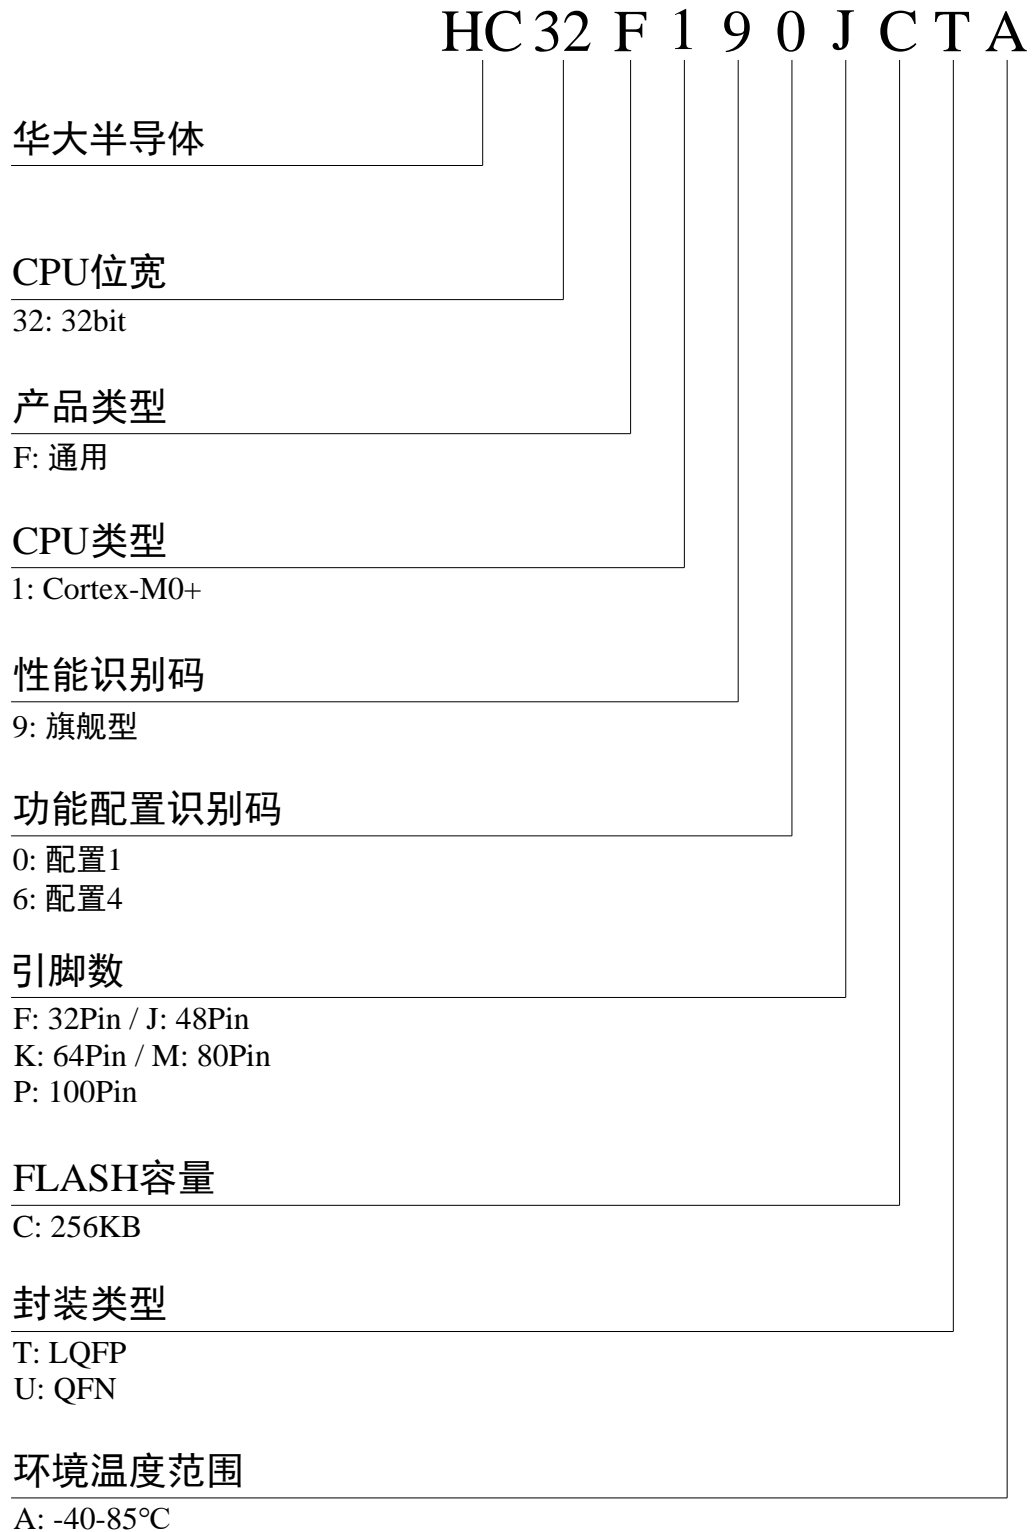 HC 32 F 1 9 0 J C T A
华大半导体
CPU位宽
32: 32bit
产品类型
F: 通用
CPU类型
1: Cortex-M0+
性能识别码
9: 旗舰型
功能配置识别码
0: 配置1
6: 配置4
引脚数
F: 32Pin / J: 48Pin
K: 64Pin / M: 80Pin
P: 100Pin
FLASH容量
C: 256KB
封装类型
T: LQFP
U: QFN
环境温度范围
A: -40-85℃